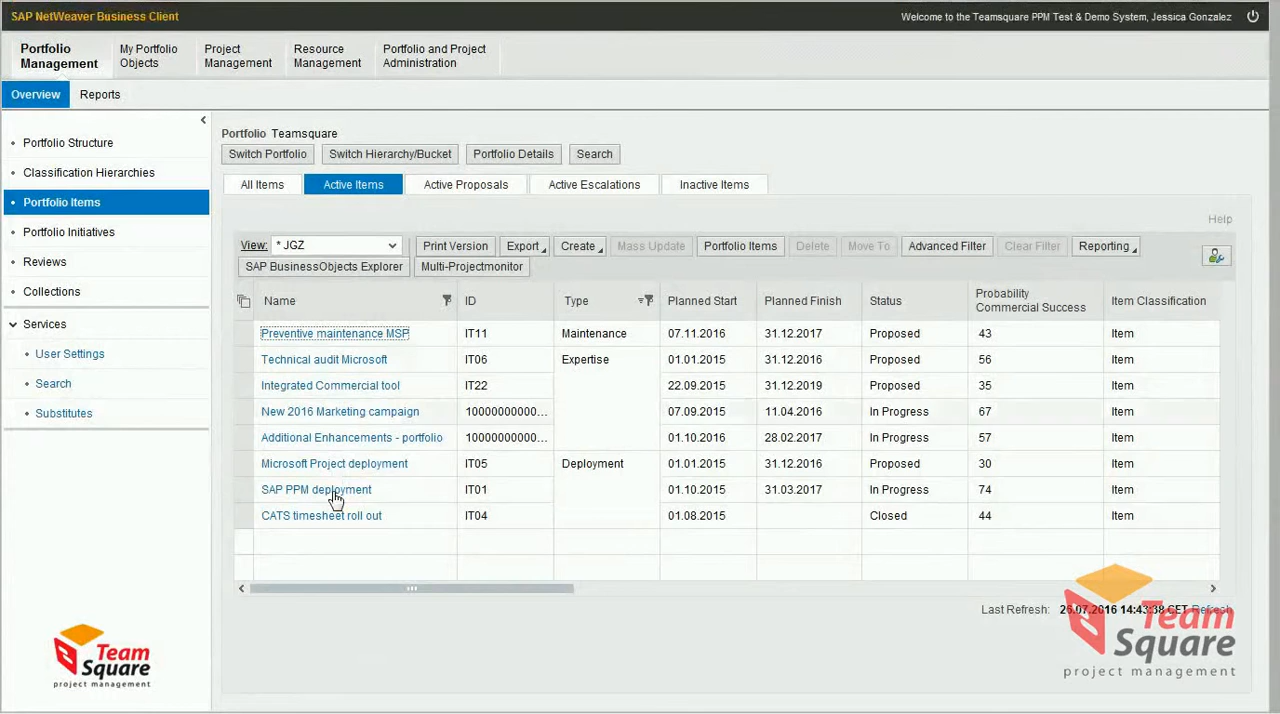 SAP NetWeaver Business Client
Welcome to the Teamsquare PPM Test & Demo System, Jessica Gonzalez
Portfolio Management
My Portfolio Objects
Project Management
Resource Management
Portfolio and Project Administration
Overview
Reports
Portfolio Structure
Classification Hierarchies
Portfolio Items
Portfolio Initiatives
Reviews
Collections
Services
User Settings
Search
Substitutes
Team Square
project management
Portfolio Teamsquare
Switch Portfolio Switch Hierarchy/Bucket Portfolio Details Search
All Items Active Items Active Proposals Active Escalations Inactive Items
Help
View: * JGZ Print Version Export Create Mass Update Portfolio Items Delete Move To Advanced Filter Clear Filter Reporting
SAP BusinessObjects Explorer Multi-Projectmonitor
Name ID Type Planned Start Planned Finish Status Probability Commercial Success Item Classification
Preventive maintenance MSP IT11 Maintenance 07.11.2016 31.12.2017 Proposed 43 Item
Technical audit Microsoft IT06 Expertise 01.01.2015 31.12.2016 Proposed 56 Item
Integrated Commercial tool IT22 22.09.2015 31.12.2019 Proposed 35 Item
New 2016 Marketing campaign 10000000000... 07.09.2015 11.04.2016 In Progress 67 Item
Additional Enhancements - portfolio 10000000000... 01.10.2016 28.02.2017 In Progress 57 Item
Microsoft Project deployment IT05 Deployment 01.01.2015 31.12.2016 Proposed 30 Item
SAP PPM deployment IT01 01.10.2015 31.03.2017 In Progress 74 Item
CATS timesheet roll out IT04 01.08.2015 Closed 44 Item
Last Refresh: 26.07.2016 14:43:38 CET Refresh
Team
Square
project management